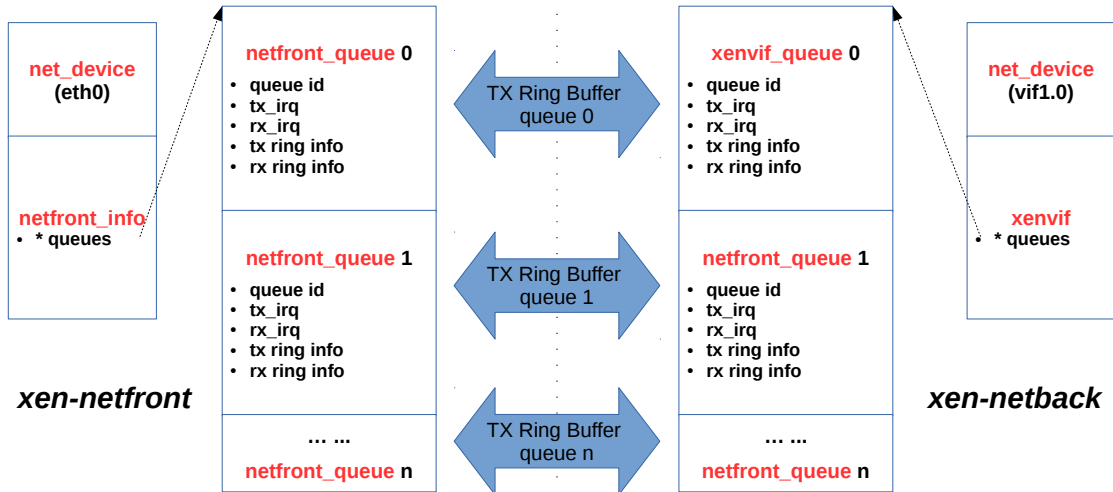 net_device
(eth0)
netfront_info
• * queues
xen-netfront
netfront_queue 0
• queue id
• tx_irq
• rx_irq
• tx ring info
• rx ring info
netfront_queue 1
• queue id
• tx_irq
• rx_irq
• tx ring info
• rx ring info
... ...
netfront_queue n
TX Ring Buffer
queue 0
TX Ring Buffer
queue 1
TX Ring Buffer
queue n
xenvif_queue 0
• queue id
• tx_irq
• rx_irq
• tx ring info
• rx ring info
netfront_queue 1
• queue id
• tx_irq
• rx_irq
• tx ring info
• rx ring info
... ...
netfront_queue n
net_device
(vif1.0)
xenvif
• * queues
xen-netback